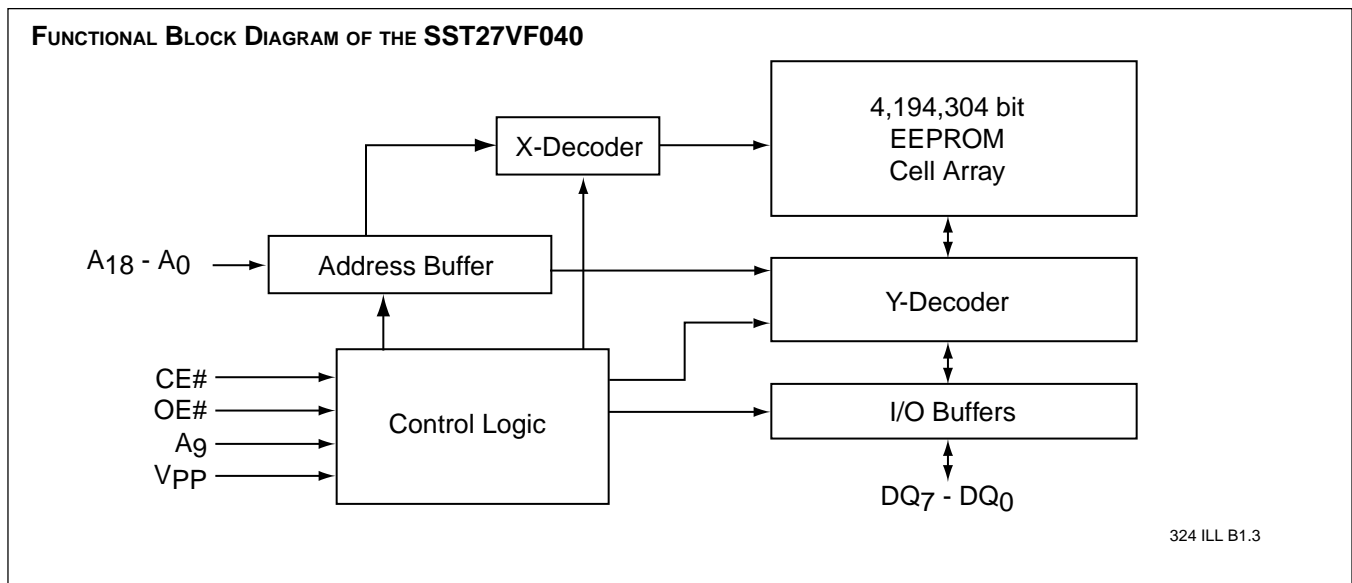 FUNCTIONAL BLOCK DIAGRAM OF THE SST27VF040
4,194,304 bit
EEPROM
Cell Array
X-Decoder
A18 - A0
Address Buffer
Y-Decoder
CE#
OE#
A9
VPP
Control Logic
I/O Buffers
DQ7 - DQ0
324 ILL B1.3